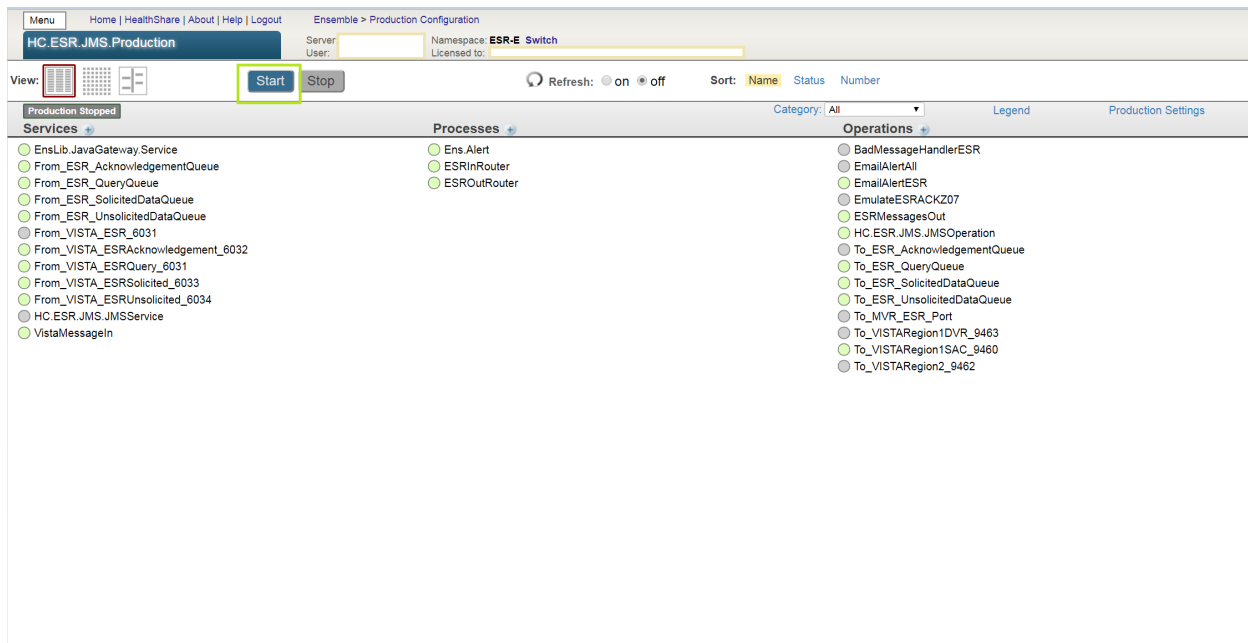 Menu Home | HealthShare | About | Help | Logout Ensemble > Production Configuration
HC.ESR.JMS.Production
Server Namespace: ESR-E Switch
User: Licensed to:
View: Start Stop Refresh: on off Sort: Name Status Number
Production Stopped Category: All Legend Production Settings
Services Processes Operations
EnsLib.JavaGateway.Service
From_ESR_AcknowledgementQueue
From_ESR_QueryQueue
From_ESR_SolicitedDataQueue
From_ESR_UnsolicitedDataQueue
From_VISTA_ESR_6031
From_VISTA_ESRAcknowledgement_6032
From_VISTA_ESRQuery_6031
From_VISTA_ESRSolicited_6033
From_VISTA_ESRUnsolicited_6034
HC.ESR.JMS.JMSService
VistaMessageIn
Ens.Alert
ESRInRouter
ESROutRouter
BadMessageHandlerESR
EmailAlertAll
EmailAlertESR
EmulateESRACKZ07
ESRMessagesOut
HC.ESR.JMS.JMSOperation
To_ESR_AcknowledgementQueue
To_ESR_QueryQueue
To_ESR_SolicitedDataQueue
To_ESR_UnsolicitedDataQueue
To_MVR_ESR_Port
To_VISTARegion1DVR_9463
To_VISTARegion1SAC_9460
To_VISTARegion2_9462